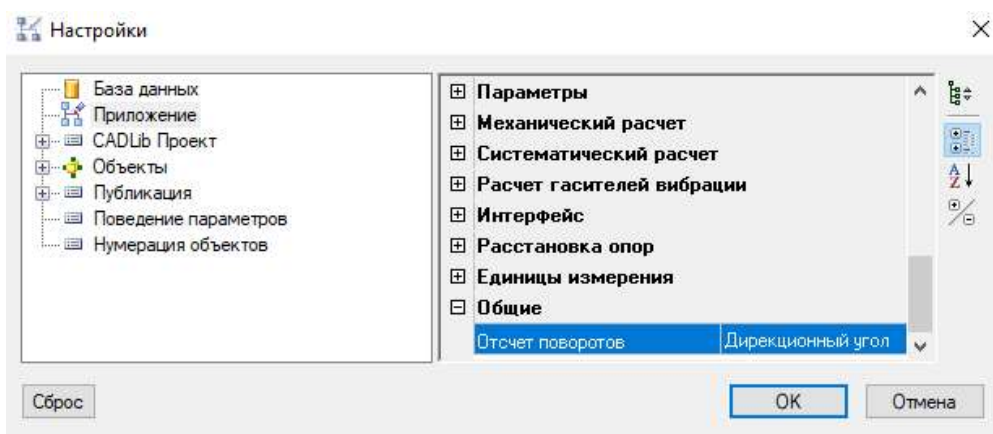 Настройки
База данных
Приложение
CADLib Проект
Объекты
Публикация
Поведение параметров
Нумерация объектов
Параметры
Механический расчет
Систематический расчет
Расчет гасителей вибрации
Интерфейс
Расстановка опор
Единицы измерения
Общие
Отсчет поворотов Дирекционный угол
Сброс
OK
Отмена